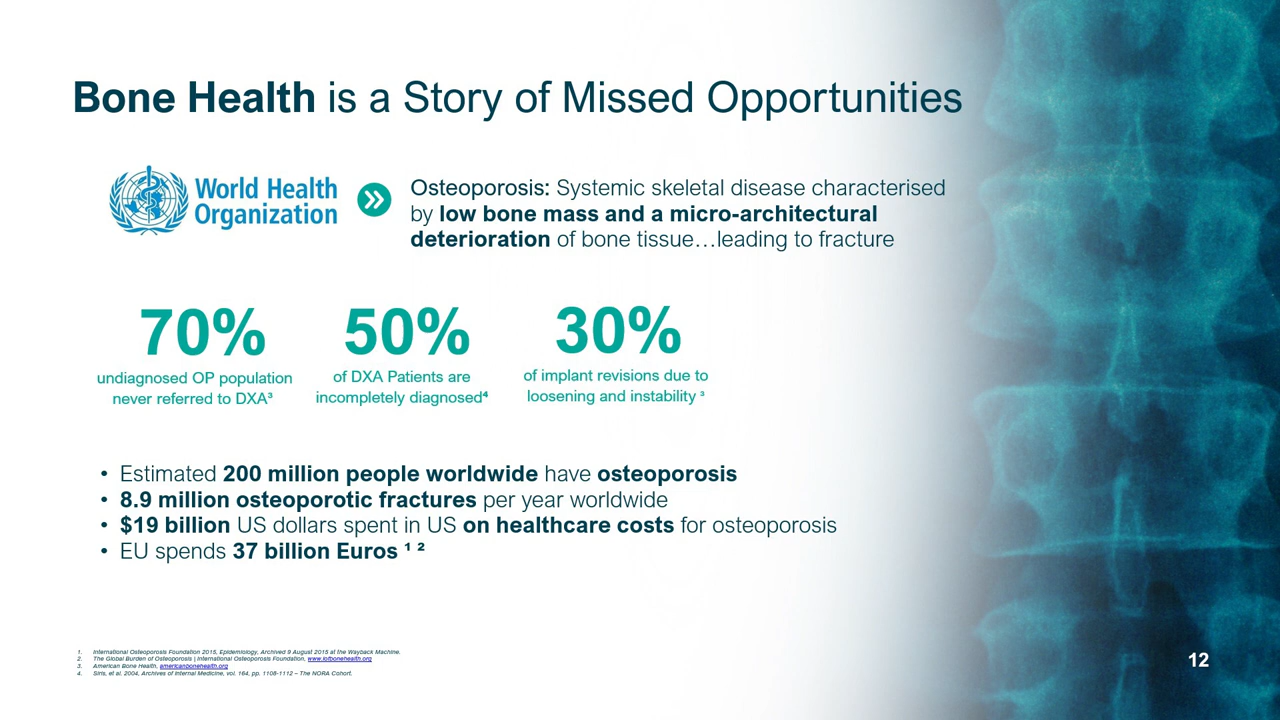 Bone Health is a Story of Missed Opportunities
World Health
Organization
Osteoporosis: Systemic skeletal disease characterised
by low bone mass and a micro-architectural
deterioration of bone tissue…leading to fracture
70%
undiagnosed OP population
never referred to DXA³
50%
of DXA Patients are
incompletely diagnosed⁴
30%
of implant revisions due to
loosening and instability ³
• Estimated 200 million people worldwide have osteoporosis
• 8.9 million osteoporotic fractures per year worldwide
• $19 billion US dollars spent in US on healthcare costs for osteoporosis
• EU spends 37 billion Euros ¹ ²
1. International Osteoporosis Foundation 2015, Epidemiology, Archived 9 August 2015 at the Wayback Machine.
2. The Global Burden of Osteoporosis | International Osteoporosis Foundation, www.iofbonehealth.org
3. American Bone Health, americanbonehealth.org
4. Siris, et al. 2004, Archives of Internal Medicine, vol. 164, pp. 1108-1112 – The NORA Cohort.
12